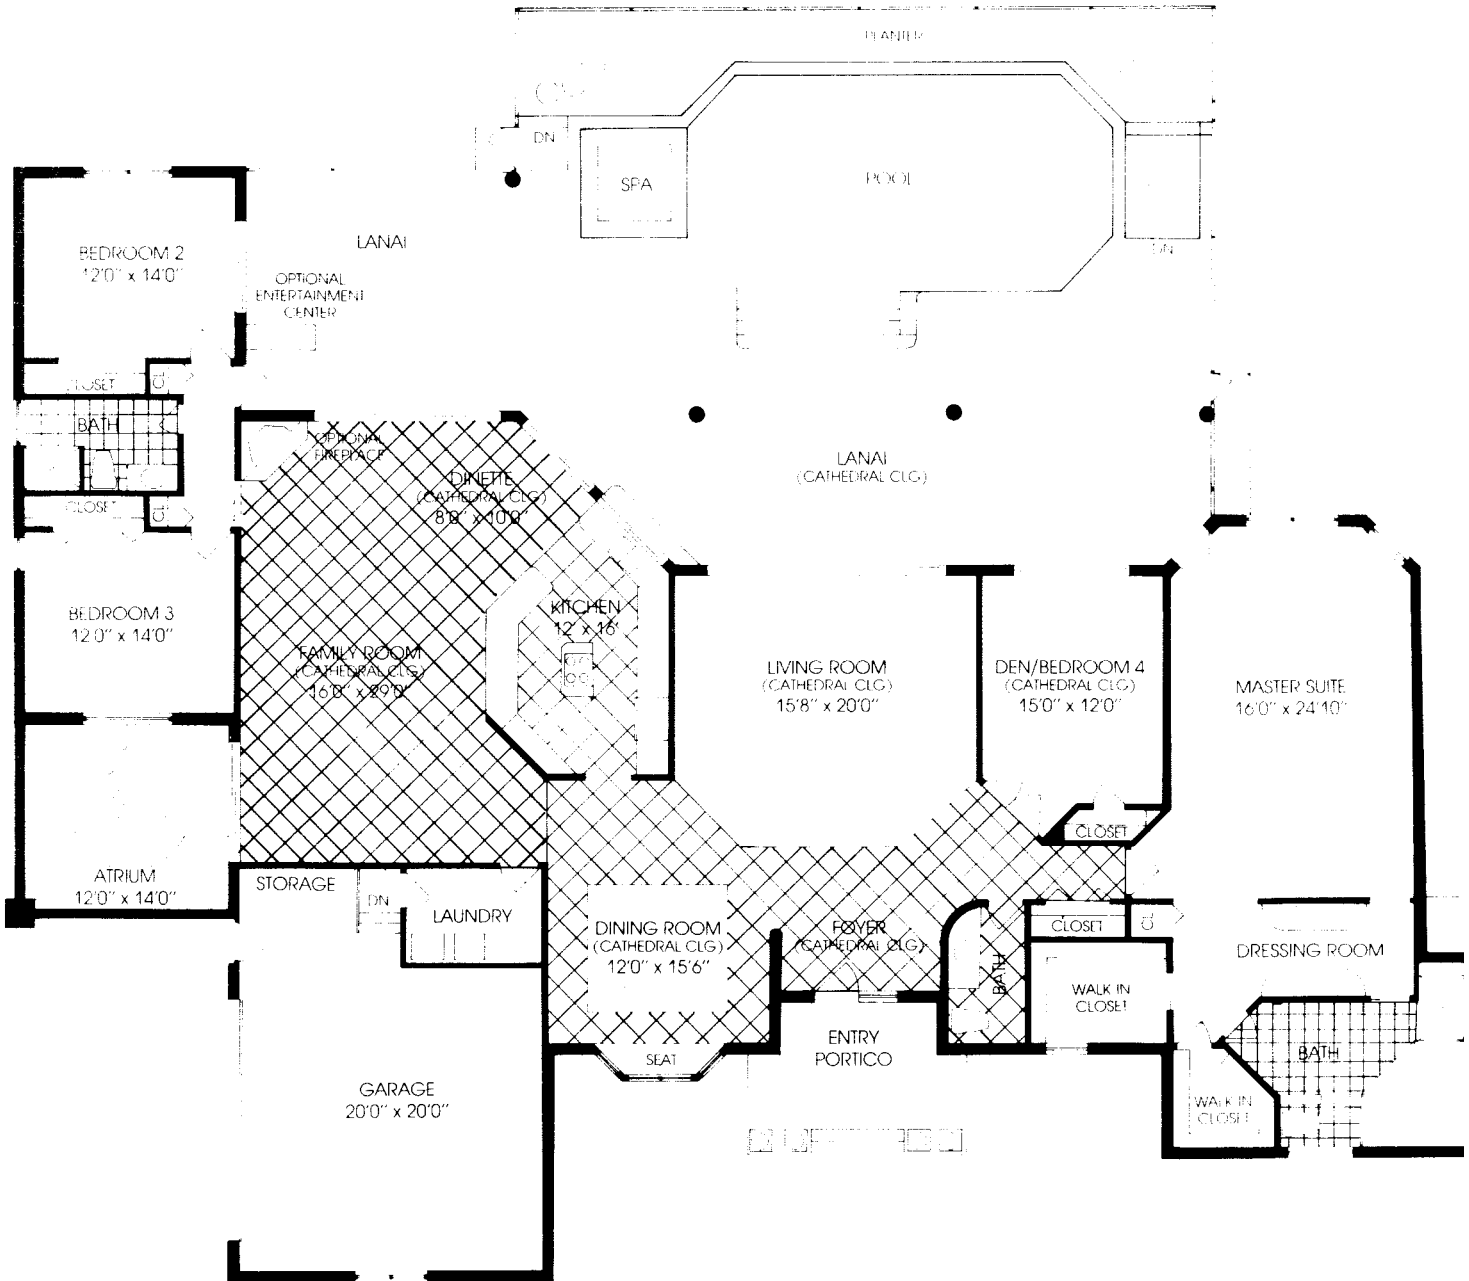 PLANTER
DN
SPA
POOL
DN
BEDROOM 2
12'0" x 14'0"
LANAI
OPTIONAL
ENTERTAINMENT
CENTER
CLOSET
CL
BATH
OPTIONAL
FIREPLACE
DINETTE
(CATHEDRAL CLG)
8'0" x 10'0"
LANAI
(CATHEDRAL CLG)
CLOSET
CL
BEDROOM 3
12'0" x 14'0"
KITCHEN
12' x 16'
FAMILY ROOM
(CATHEDRAL CLG)
16'0" x 29'0"
LIVING ROOM
(CATHEDRAL CLG)
15'8" x 20'0"
DEN/BEDROOM 4
(CATHEDRAL CLG)
15'0" x 12'0"
MASTER SUITE
16'0" x 24'10"
CLOSET
ATRIUM
12'0" x 14'0"
STORAGE
DN
LAUNDRY
DINING ROOM
(CATHEDRAL CLG)
12'0" x 15'6"
FOYER
(CATHEDRAL CLG)
BATH
CLOSET
CL
DRESSING ROOM
WALK IN
CLOSET
ENTRY
PORTICO
SEAT
BATH
GARAGE
20'0" x 20'0"
WALK IN
CLOSET